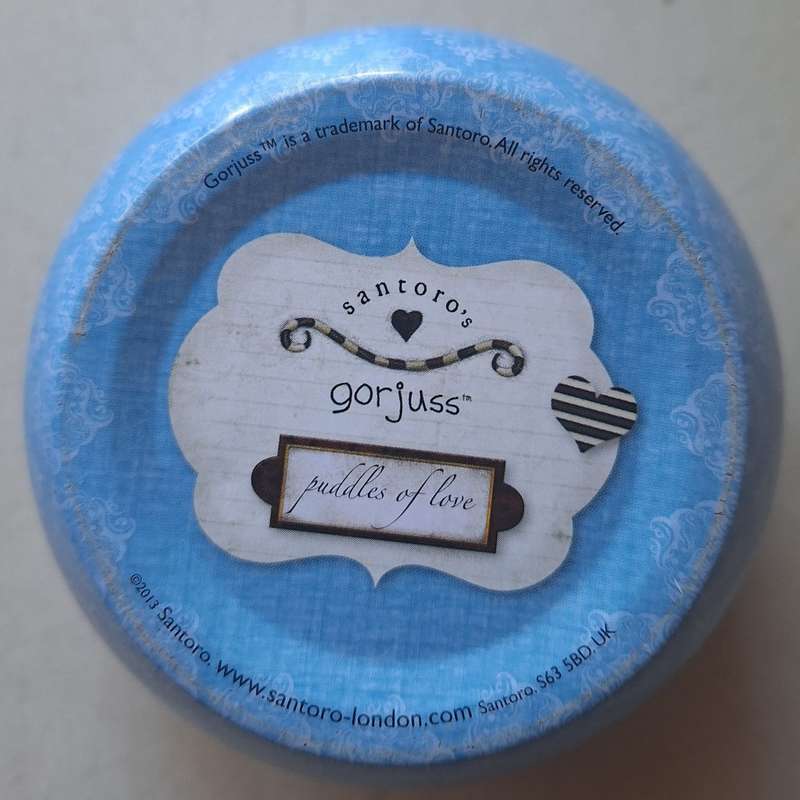 Gorjuss™ is a trademark of Santoro. All rights reserved.
santoro's
gorjuss™
puddles of love
©2013 Santoro. www.santoro-london.com Santoro. S63 5BD. UK